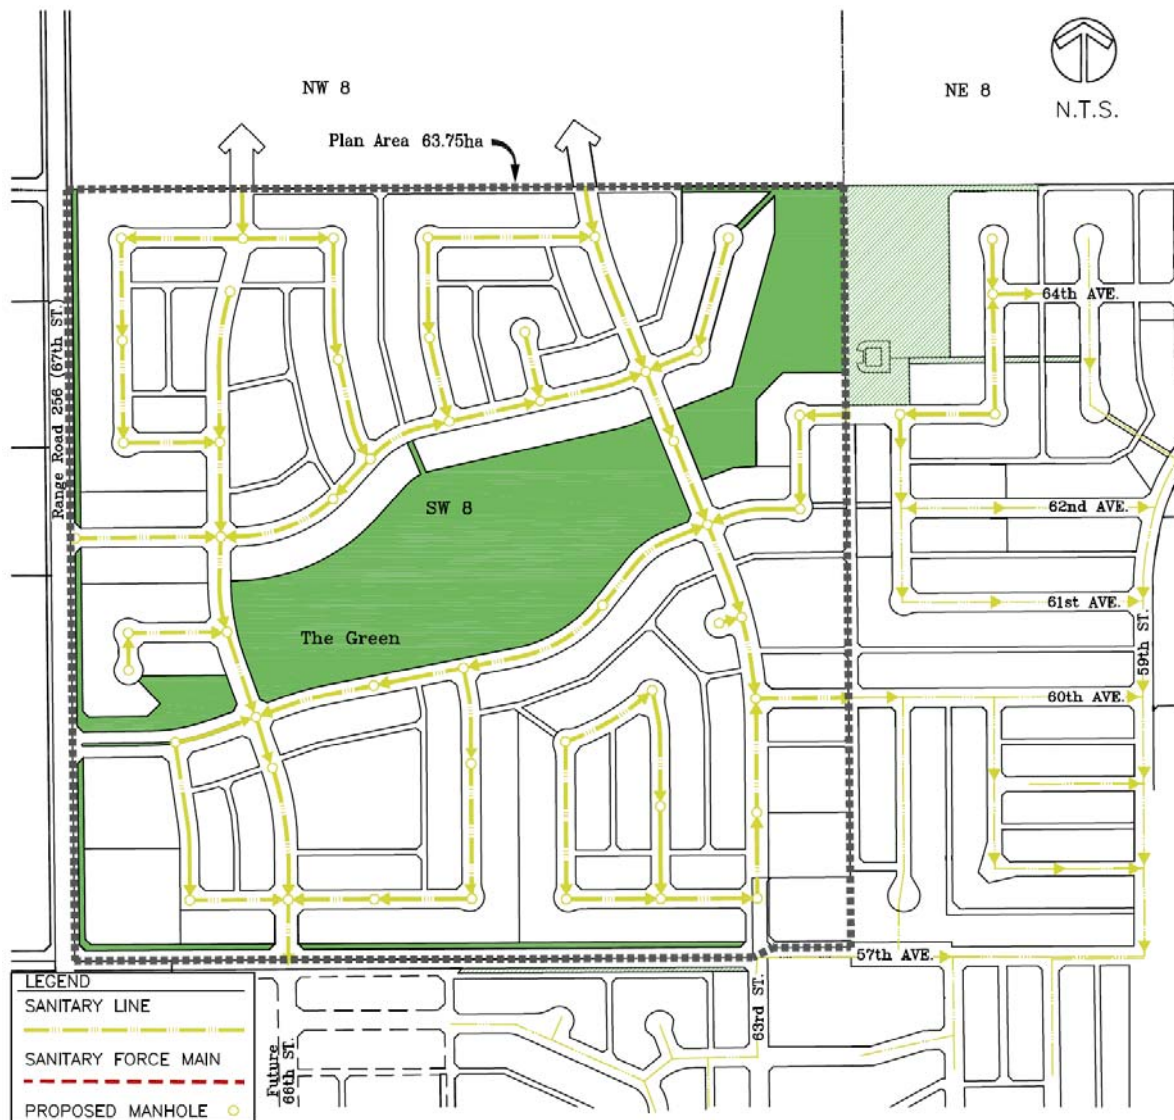 NW 8
NE 8
N.T.S.
Plan Area 63.75ha
Range Road 256 (67th ST.)
64th AVE.
SW 8
62nd AVE.
61st AVE.
The Green
59th ST.
60th AVE.
57th AVE.
63rd ST.
Future
66th ST.
LEGEND
SANITARY LINE
SANITARY FORCE MAIN
PROPOSED MANHOLE